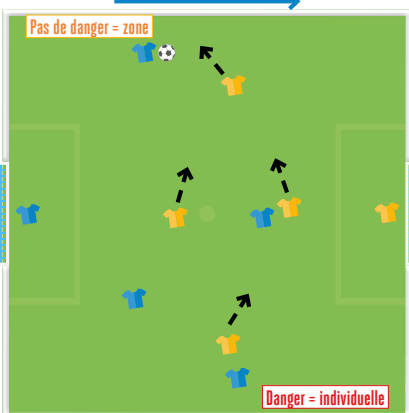 Pas de danger = zone
Danger = individuelle